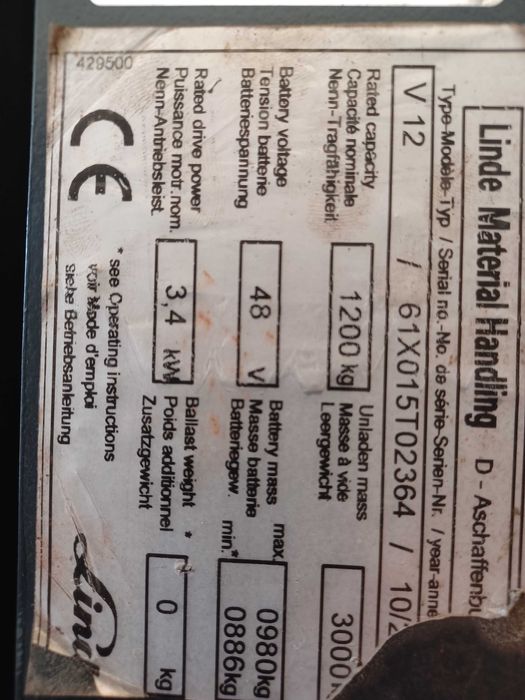 Linde Material Handling D - Aschaffenbu
Type-Modèle-Typ / Serial no.-No. de série-Serien-Nr. / year-anné
V 12 / 61X015T02364 / 10/2
Rated capacity
Capacité nominale
Nenn-Tragfähigkeit
1200 kg
Unladen mass
Masse à vide
Leergewicht
3000
Battery voltage
Tension batterie
Batteriespannung
48 V
Battery mass max.
Masse batterie
Batteriegew. min.*
0980kg
0886kg
Rated drive power
Puissance motr.nom.
Nenn-Antriebsleist.
3,4 kW
Ballast weight *
Poids additionnel
Zusatzgewicht
0 kg
CE
* see Operating instructions
voir Mode d'emploi
siehe Betriebsanleitung
Lind
429500